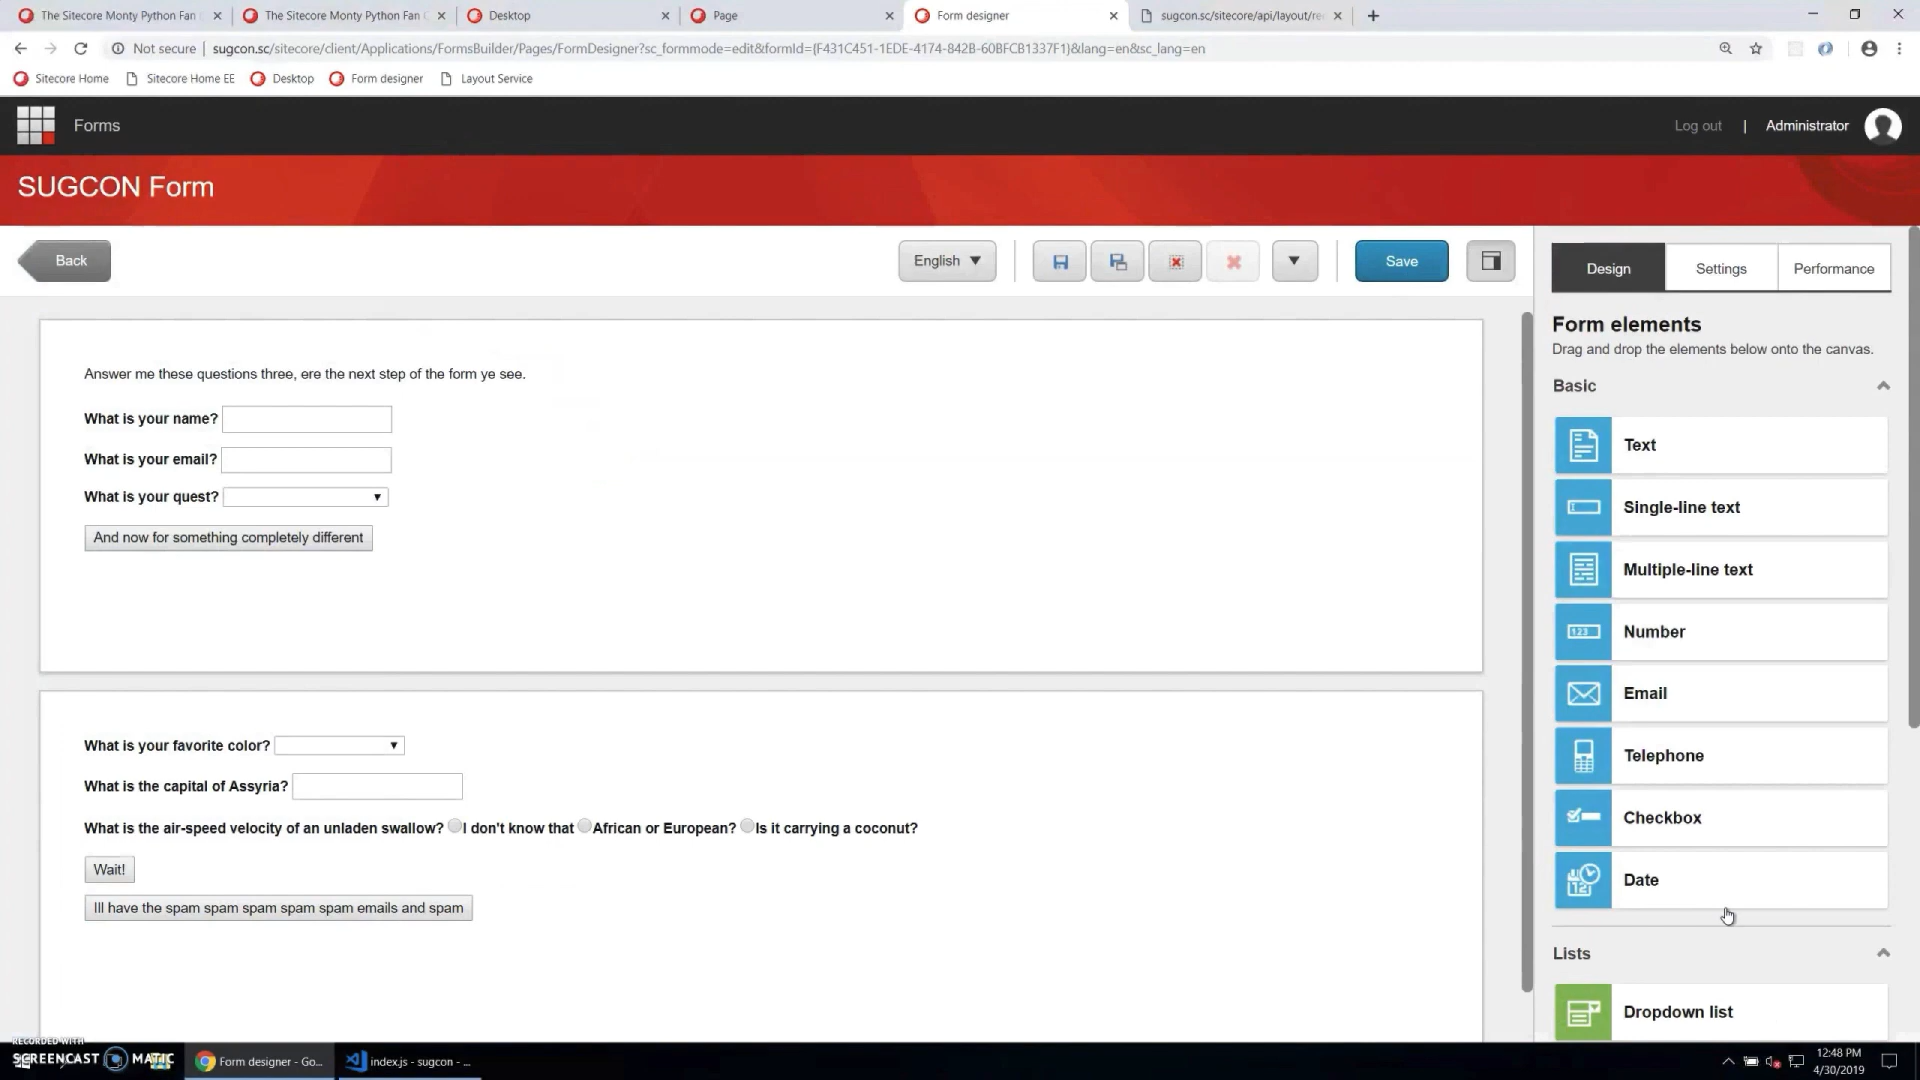 The Sitecore Monty Python Fan
The Sitecore Monty Python Fan
Desktop
Page
Form designer
sugcon.sc/sitecore/api/layout/re
Not secure
sugcon.sc/sitecore/client/Applications/FormsBuilder/Pages/FormDesigner?sc_formmode=edit&formId={F431C451-1EDE-4174-842B-60BFCB1337F1}&lang=en&sc_lang=en
Sitecore Home
Sitecore Home EE
Desktop
Form designer
Layout Service
Forms
Log out | Administrator
SUGCON Form
Back
English
Save
Design
Settings
Performance
Form elements
Drag and drop the elements below onto the canvas.
Basic
Text
Single-line text
Multiple-line text
Number
Email
Telephone
Checkbox
Date
Lists
Dropdown list
Answer me these questions three, ere the next step of the form ye see.
What is your name?
What is your email?
What is your quest?
And now for something completely different
What is your favorite color?
What is the capital of Assyria?
What is the air-speed velocity of an unladen swallow? I don't know that African or European? Is it carrying a coconut?
Wait!
Ill have the spam spam spam spam spam emails and spam
RECORDED WITH
SCREENCAST MATIC
Form designer - Go...
index.js - sugcon - ...
12:48 PM
4/30/2019